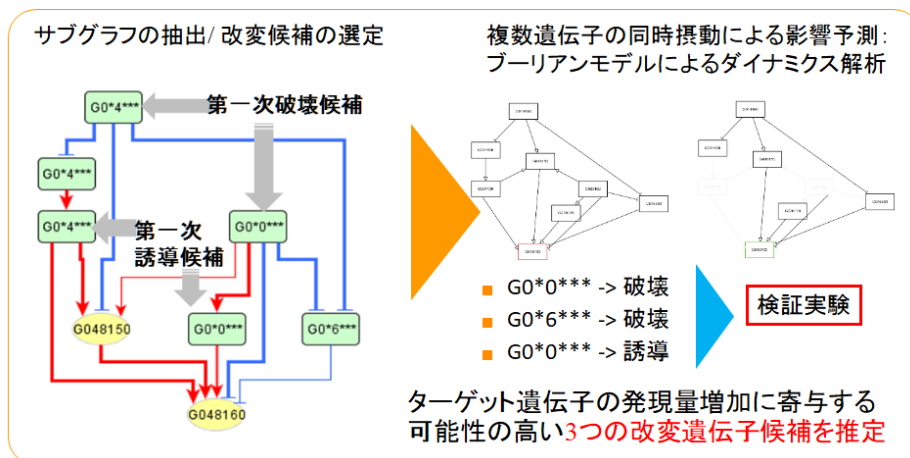 サブグラフの抽出/ 改変候補の選定
複数遺伝子の同時摂動による影響予測:
ブーリアンモデルによるダイナミクス解析
G0*4***
第一次破壊候補
G0*4***
G0*4***
第一次
誘導候補
G0*0***
G048150
G0*0***
G0*6***
G048160
G0*0*** -> 破壊
G0*6*** -> 破壊
G0*0*** -> 誘導
検証実験
ターゲット遺伝子の発現量増加に寄与する
可能性の高い3つの改変遺伝子候補を推定